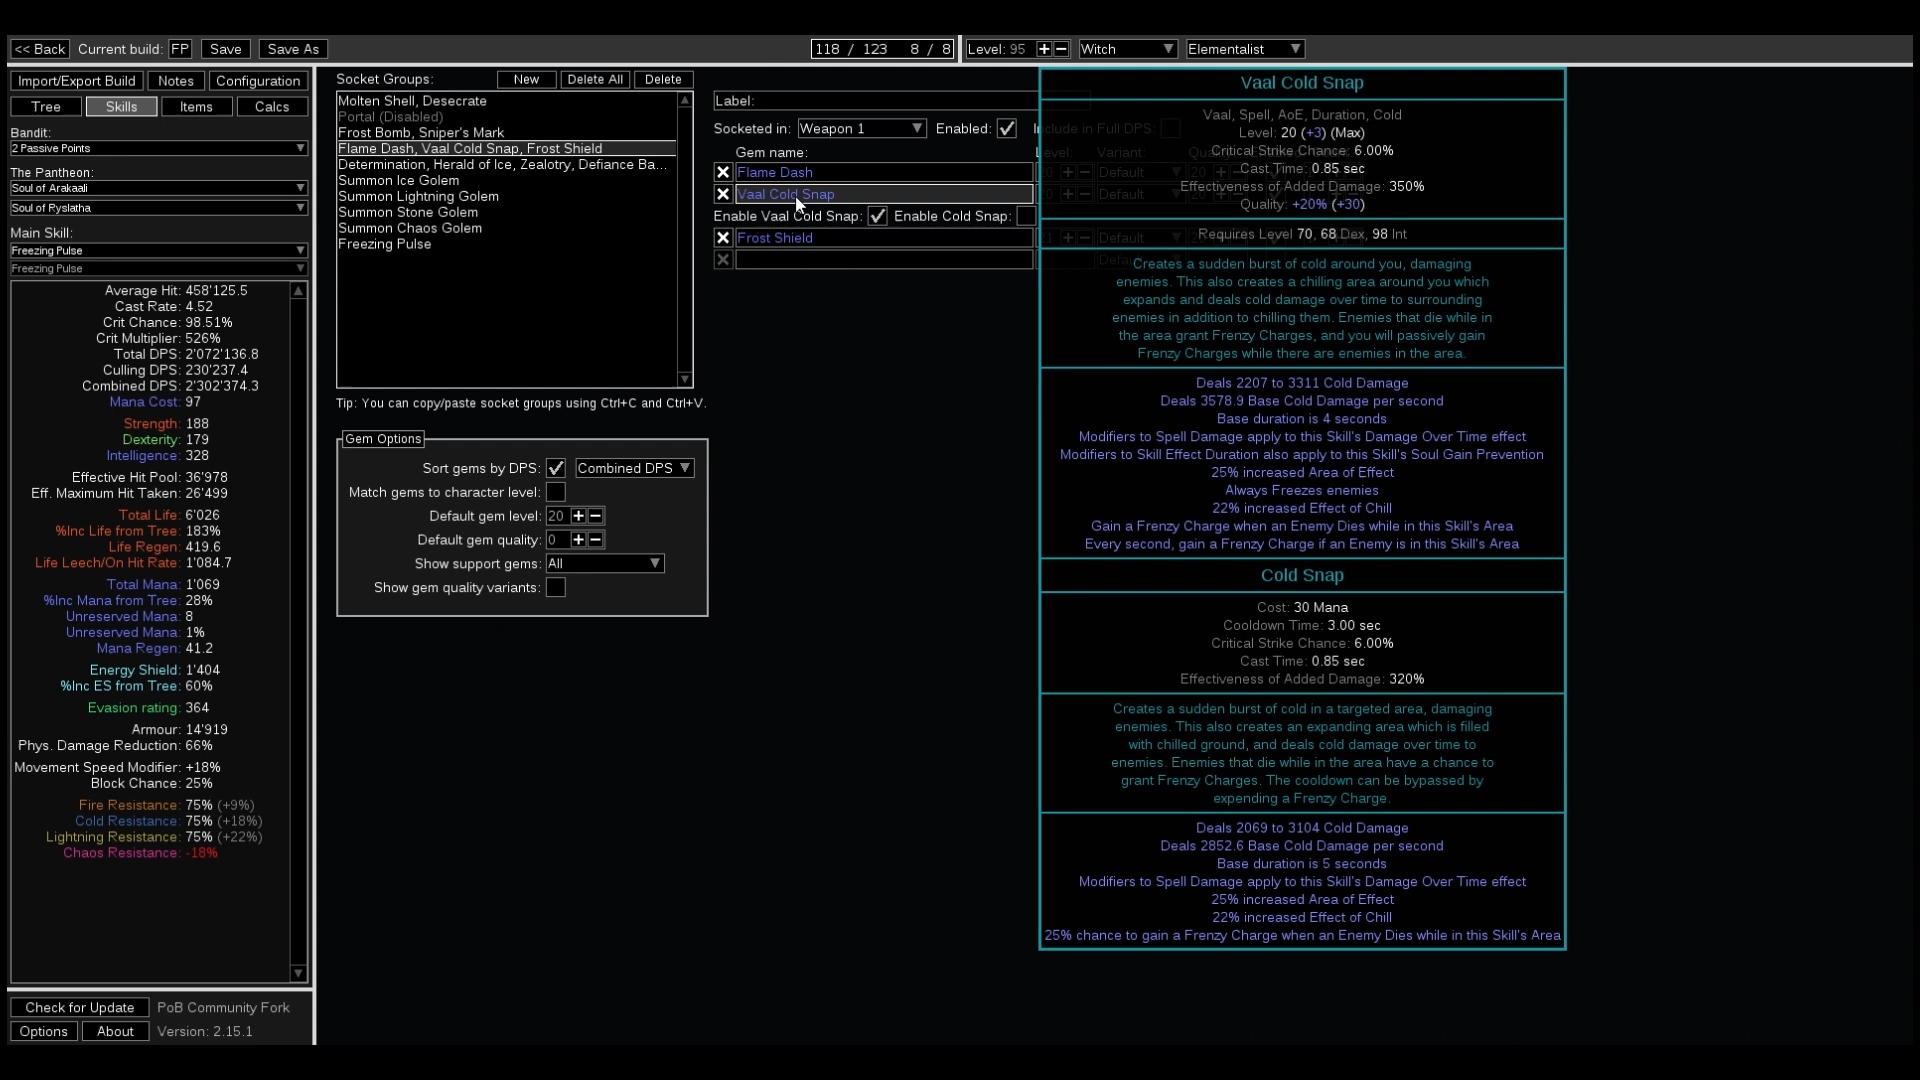 << Back Current build: FP Save Save As 118 / 123 8 / 8 Level: 95 Witch Elementalist
Import/Export Build Notes Configuration
Tree Skills Items Calcs
Bandit:
2 Passive Points
The Pantheon:
Soul of Arakaali
Soul of Ryslatha
Main Skill:
Freezing Pulse
Freezing Pulse
Average Hit: 458'125.5
Cast Rate: 4.52
Crit Chance: 98.51%
Crit Multiplier: 526%
Total DPS: 2'072'136.8
Culling DPS: 230'237.4
Combined DPS: 2'302'374.3
Mana Cost: 97
Strength: 188
Dexterity: 179
Intelligence: 328
Effective Hit Pool: 36'978
Eff. Maximum Hit Taken: 26'499
Total Life: 6'026
%Inc Life from Tree: 183%
Life Regen: 419.6
Life Leech/On Hit Rate: 1'084.7
Total Mana: 1'069
%Inc Mana from Tree: 28%
Unreserved Mana: 8
Unreserved Mana: 1%
Mana Regen: 41.2
Energy Shield: 1'404
%Inc ES from Tree: 60%
Evasion rating: 364
Armour: 14'919
Phys. Damage Reduction: 66%
Movement Speed Modifier: +18%
Block Chance: 25%
Fire Resistance: 75% (+9%)
Cold Resistance: 75% (+18%)
Lightning Resistance: 75% (+22%)
Chaos Resistance: -18%
Check for Update PoB Community Fork
Options About Version: 2.15.1
Socket Groups: New Delete All Delete
Molten Shell, Desecrate
Portal (Disabled)
Frost Bomb, Sniper's Mark
Flame Dash, Vaal Cold Snap, Frost Shield
Determination, Herald of Ice, Zealotry, Defiance Ba...
Summon Ice Golem
Summon Lightning Golem
Summon Stone Golem
Summon Chaos Golem
Freezing Pulse
Tip: You can copy/paste socket groups using Ctrl+C and Ctrl+V.
Gem Options
Sort gems by DPS: Combined DPS
Match gems to character level:
Default gem level: 20
Default gem quality: 0
Show support gems: All
Show gem quality variants:
Label:
Socketed in: Weapon 1 Enabled: Include in Full DPS:
Gem name: Variant:
Flame Dash Default
Vaal Cold Snap Default
Enable Vaal Cold Snap: Enable Cold Snap:
Frost Shield Default
Vaal Cold Snap
Vaal, Spell, AoE, Duration, Cold
Level: 20 (+3) (Max)
Critical Strike Chance: 6.00%
Cast Time: 0.85 sec
Effectiveness of Added Damage: 350%
Quality: +20% (+30)
Requires Level 70, 68 Dex, 98 Int
Creates a sudden burst of cold around you, damaging
enemies. This also creates a chilling area around you which
expands and deals cold damage over time to surrounding
enemies in addition to chilling them. Enemies that die while in
the area grant Frenzy Charges, and you will passively gain
Frenzy Charges while there are enemies in the area.
Deals 2207 to 3311 Cold Damage
Deals 3578.9 Base Cold Damage per second
Base duration is 4 seconds
Modifiers to Spell Damage apply to this Skill's Damage Over Time effect
Modifiers to Skill Effect Duration also apply to this Skill's Soul Gain Prevention
25% increased Area of Effect
Always Freezes enemies
22% increased Effect of Chill
Gain a Frenzy Charge when an Enemy Dies while in this Skill's Area
Every second, gain a Frenzy Charge if an Enemy is in this Skill's Area
Cold Snap
Cost: 30 Mana
Cooldown Time: 3.00 sec
Critical Strike Chance: 6.00%
Cast Time: 0.85 sec
Effectiveness of Added Damage: 320%
Creates a sudden burst of cold in a targeted area, damaging
enemies. This also creates an expanding area which is filled
with chilled ground, and deals cold damage over time to
enemies. Enemies that die while in the area have a chance to
grant Frenzy Charges. The cooldown can be bypassed by
expending a Frenzy Charge.
Deals 2069 to 3104 Cold Damage
Deals 2852.6 Base Cold Damage per second
Base duration is 5 seconds
Modifiers to Spell Damage apply to this Skill's Damage Over Time effect
25% increased Area of Effect
22% increased Effect of Chill
25% chance to gain a Frenzy Charge when an Enemy Dies while in this Skill's Area